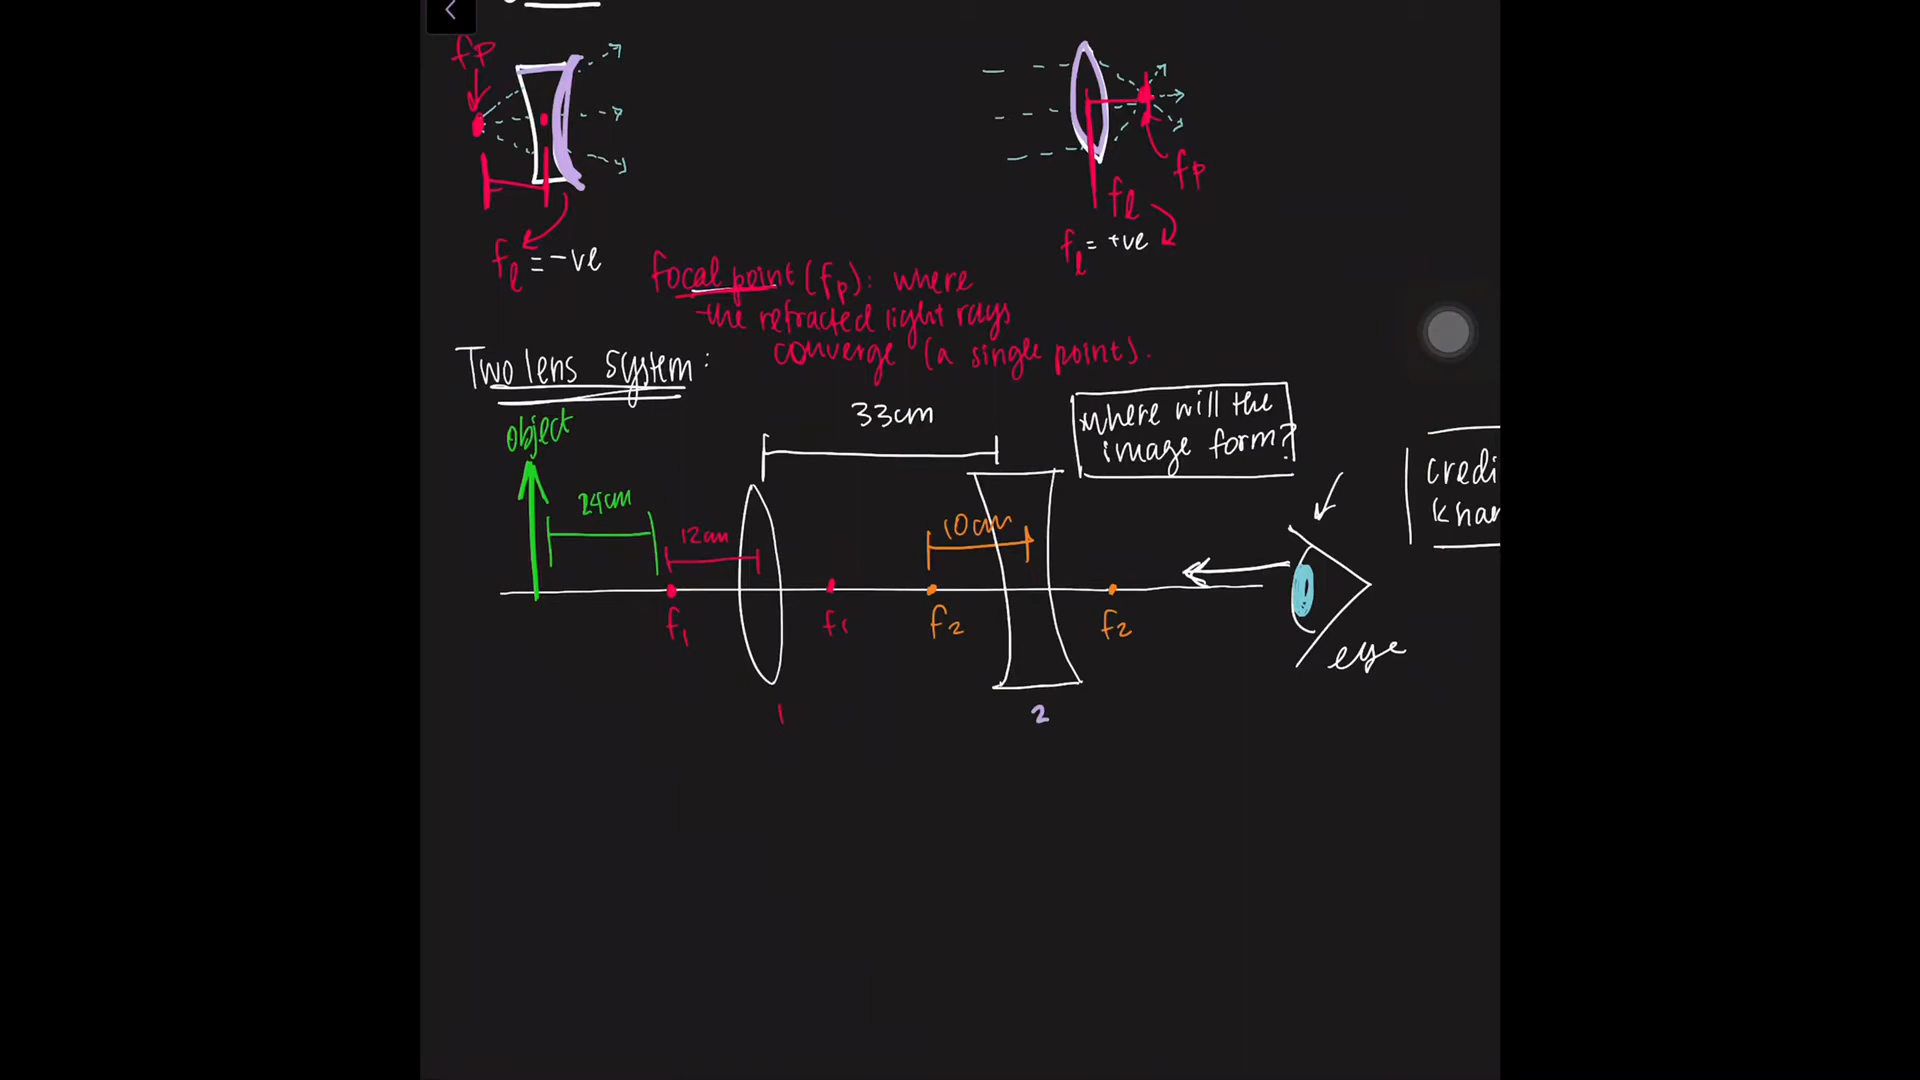 fp
fl = -ve
fp
fl
fl = +ve
focal point (fp): where
the refracted light rays
converge (a single point).
Two lens system:
object
33cm
where will the
image form?
credi
khan
24cm
12cm
10cm
f1
f1
f2
f2
eye
1
2